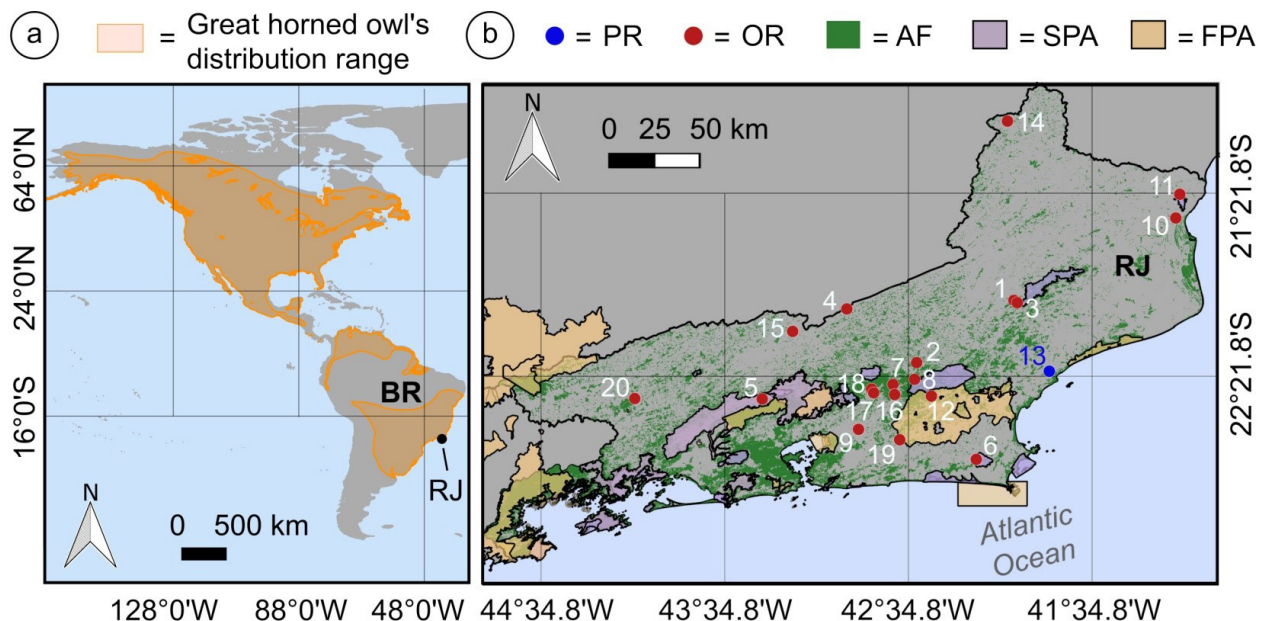 a
= Great horned owl's
distribution range
b
= PR
= OR
= AF
= SPA
= FPA
N
0 500 km
BR
RJ
64°0'N
24°0'N
16°0'S
128°0'W 88°0'W 48°0'W
N
0 25 50 km
14
11
10
RJ
1
3
4
15
13
2
7
8
18
5
20
17
16
12
9
19
6
Atlantic
Ocean
21°21.8'S
22°21.8'S
44°34.8'W 43°34.8'W 42°34.8'W 41°34.8'W